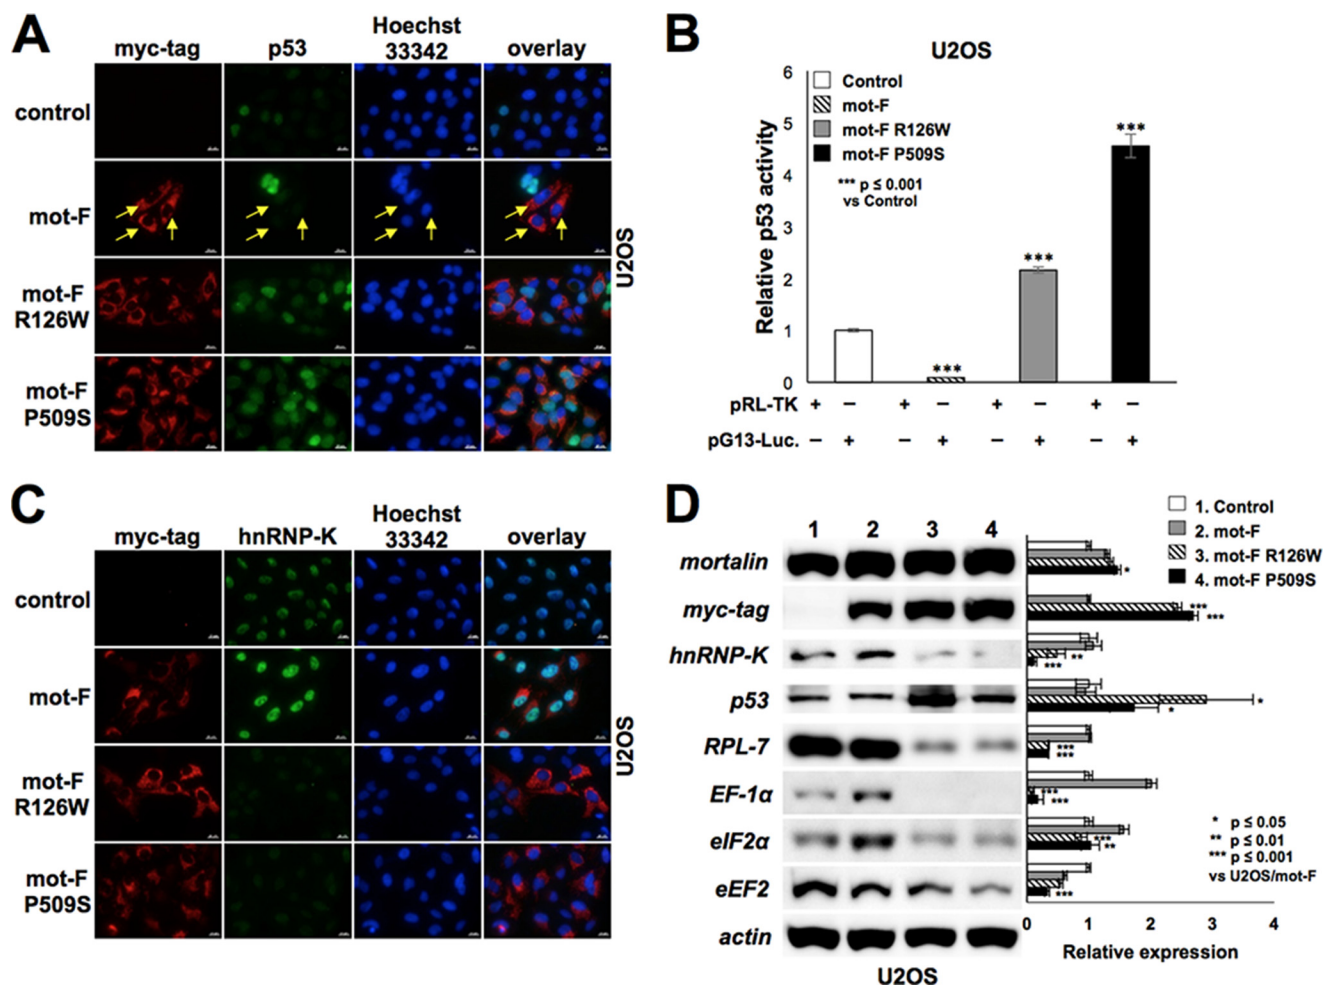 A
myc-tag
p53
Hoechst
33342
overlay
control
mot-F
mot-F
R126W
mot-F
P509S
U2OS
B
U2OS
Relative p53 activity
6
5
4
3
2
1
0
Control
mot-F
mot-F R126W
mot-F P509S
*** p ≤ 0.001
vs Control
***
***
***
pRL-TK + − + − + − + −
pG13-Luc. − + − + − + − +
C
myc-tag
hnRNP-K
Hoechst
33342
overlay
control
mot-F
mot-F
R126W
mot-F
P509S
U2OS
D
1 2 3 4
1. Control
2. mot-F
3. mot-F R126W
4. mot-F P509S
mortalin
*
myc-tag
***
***
hnRNP-K
**
***
p53
*
*
RPL-7
***
***
EF-1α
***
***
eIF2α
***
**
eEF2
***
actin
* p ≤ 0.05
** p ≤ 0.01
*** p ≤ 0.001
vs U2OS/mot-F
0 1 2 3 4
Relative expression
U2OS